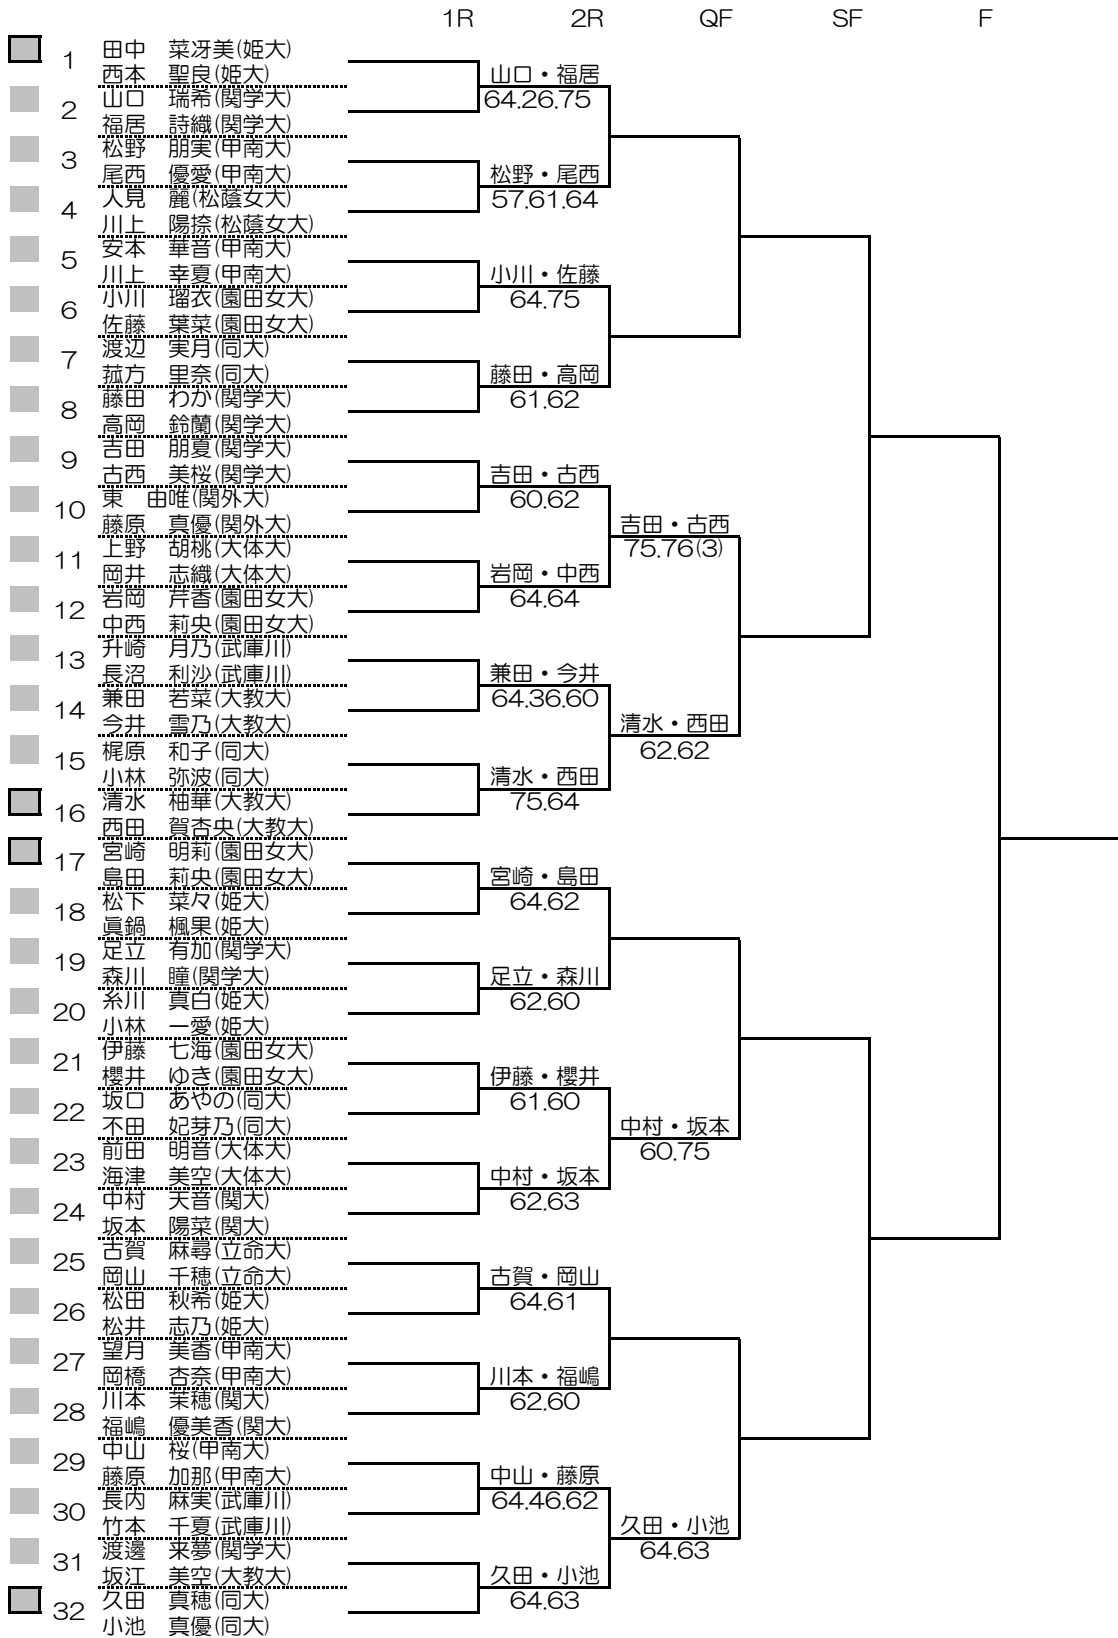 1R 2R QF SF F
1 田中 菜冴美(姫大)
西本 聖良(姫大)
山口・福居
64.26.75
2 山口 瑞希(関学大)
福居 詩織(関学大)
3 松野 朋実(甲南大)
尾西 優愛(甲南大)
松野・尾西
57.61.64
4 人見 麗(松蔭女大)
川上 陽捺(松蔭女大)
5 安本 華音(甲南大)
川上 幸夏(甲南大)
小川・佐藤
64.75
6 小川 瑠衣(園田女大)
佐藤 葉菜(園田女大)
7 渡辺 実月(同大)
菰方 里奈(同大)
藤田・高岡
61.62
8 藤田 わか(関学大)
高岡 鈴蘭(関学大)
9 吉田 朋夏(関学大)
古西 美桜(関学大)
吉田・古西
60.62
10 東 由唯(関外大)
藤原 真優(関外大)
吉田・古西
75.76(3)
11 上野 胡桃(大体大)
岡井 志織(大体大)
岩岡・中西
64.64
12 岩岡 芹香(園田女大)
中西 莉央(園田女大)
13 升崎 月乃(武庫川)
長沼 利沙(武庫川)
兼田・今井
64.36.60
14 兼田 若菜(大教大)
今井 雪乃(大教大)
清水・西田
62.62
15 梶原 和子(同大)
小林 弥波(同大)
清水・西田
75.64
16 清水 柚華(大教大)
西田 賀杏央(大教大)
17 宮崎 明莉(園田女大)
島田 莉央(園田女大)
宮崎・島田
64.62
18 松下 菜々(姫大)
眞鍋 楓果(姫大)
19 足立 有加(関学大)
森川 瞳(関学大)
足立・森川
62.60
20 糸川 真白(姫大)
小林 一愛(姫大)
21 伊藤 七海(園田女大)
櫻井 ゆき(園田女大)
伊藤・櫻井
61.60
22 坂口 あやの(同大)
不田 妃芽乃(同大)
中村・坂本
60.75
23 前田 明音(大体大)
海津 美空(大体大)
中村・坂本
62.63
24 中村 天音(関大)
坂本 陽菜(関大)
25 古賀 麻尋(立命大)
岡山 千穂(立命大)
古賀・岡山
64.61
26 松田 秋希(姫大)
松井 志乃(姫大)
27 望月 美香(甲南大)
岡橋 杏奈(甲南大)
川本・福嶋
62.60
28 川本 茉穂(関大)
福嶋 優美香(関大)
29 中山 桜(甲南大)
藤原 加那(甲南大)
中山・藤原
64.46.62
30 長内 麻実(武庫川)
竹本 千夏(武庫川)
久田・小池
64.63
31 渡邊 来夢(関学大)
坂江 美空(大教大)
久田・小池
64.63
32 久田 真穂(同大)
小池 真優(同大)